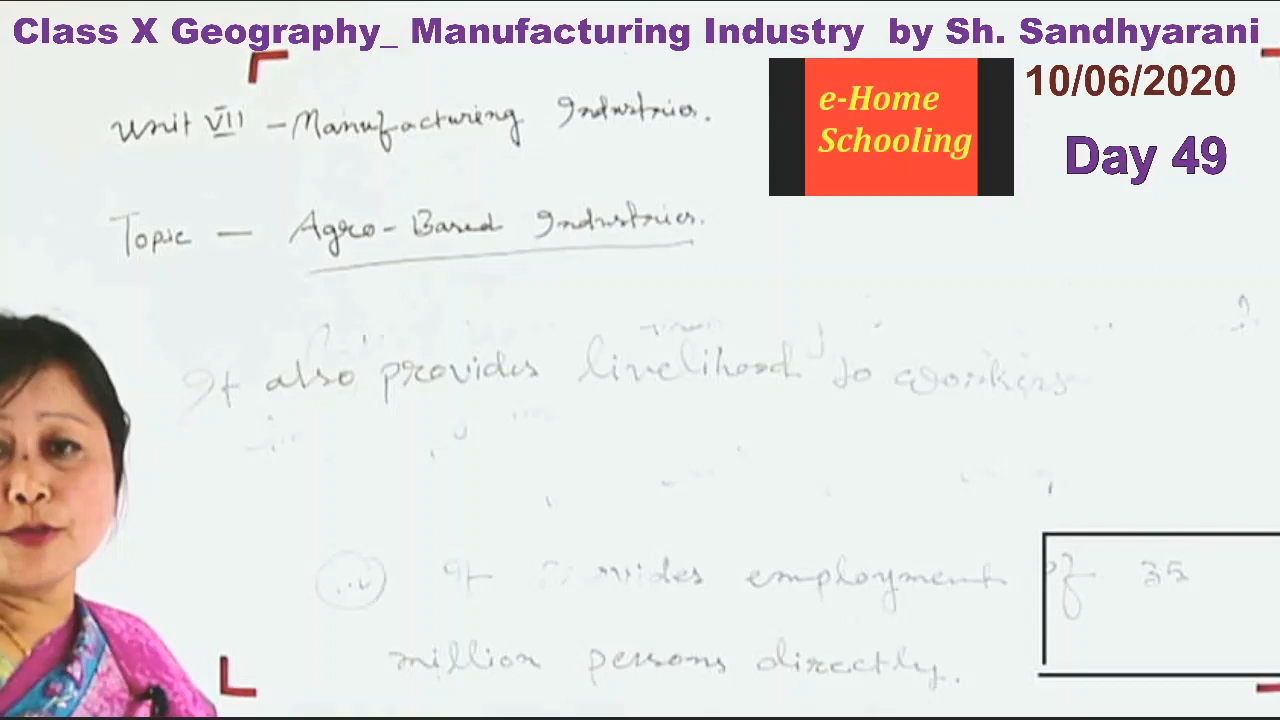 Class X Geography_ Manufacturing Industry by Sh. Sandhyarani
e-Home
Schooling
10/06/2020
Day 49
Unit VII - Manufacturing Industries.
Topic - Agro-Based Industries.
It also provides livelihood to workers
It provides employment of 35
million persons directly.